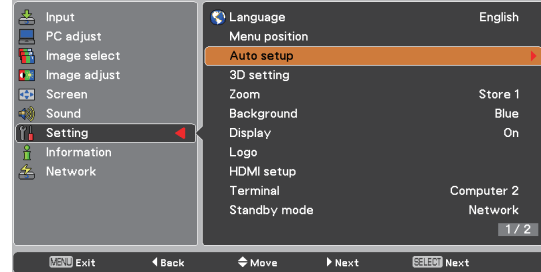 Input
PC adjust
Image select
Image adjust
Screen
Sound
Setting
Information
Network
Language English
Menu position
Auto setup
3D setting
Zoom Store 1
Background Blue
Display On
Logo
HDMI setup
Terminal Computer 2
Standby mode Network
1 / 2
MENU Exit Back Move Next SELECT Next